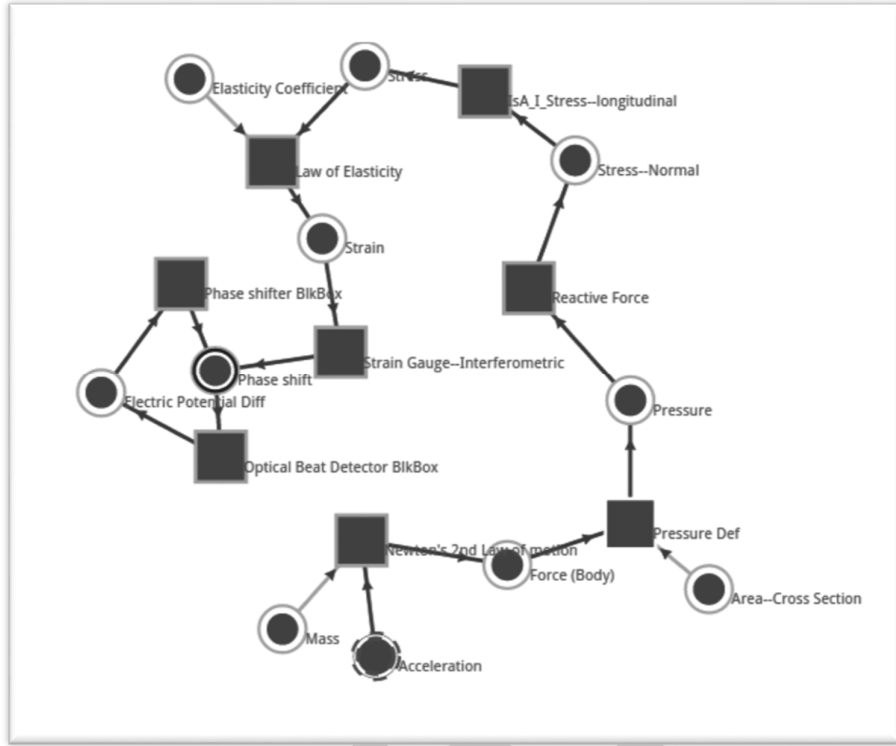 Stress
Elasticity Coefficient
IsA_I_Stress--longitudinal
Law of Elasticity
Stress--Normal
Strain
Phase shifter BlkBox
Reactive Force
Strain Gauge--Interferometric
Phase shift
Electric Potential Diff
Pressure
Optical Beat Detector BlkBox
Pressure Def
Newton's 2nd Law of motion
Force (Body)
Area--Cross Section
Mass
Acceleration